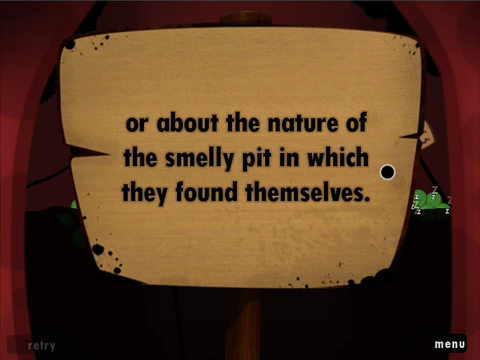 or about the nature of
the smelly pit in which
they found themselves.
z
z z z
z z
z z
retry
menu